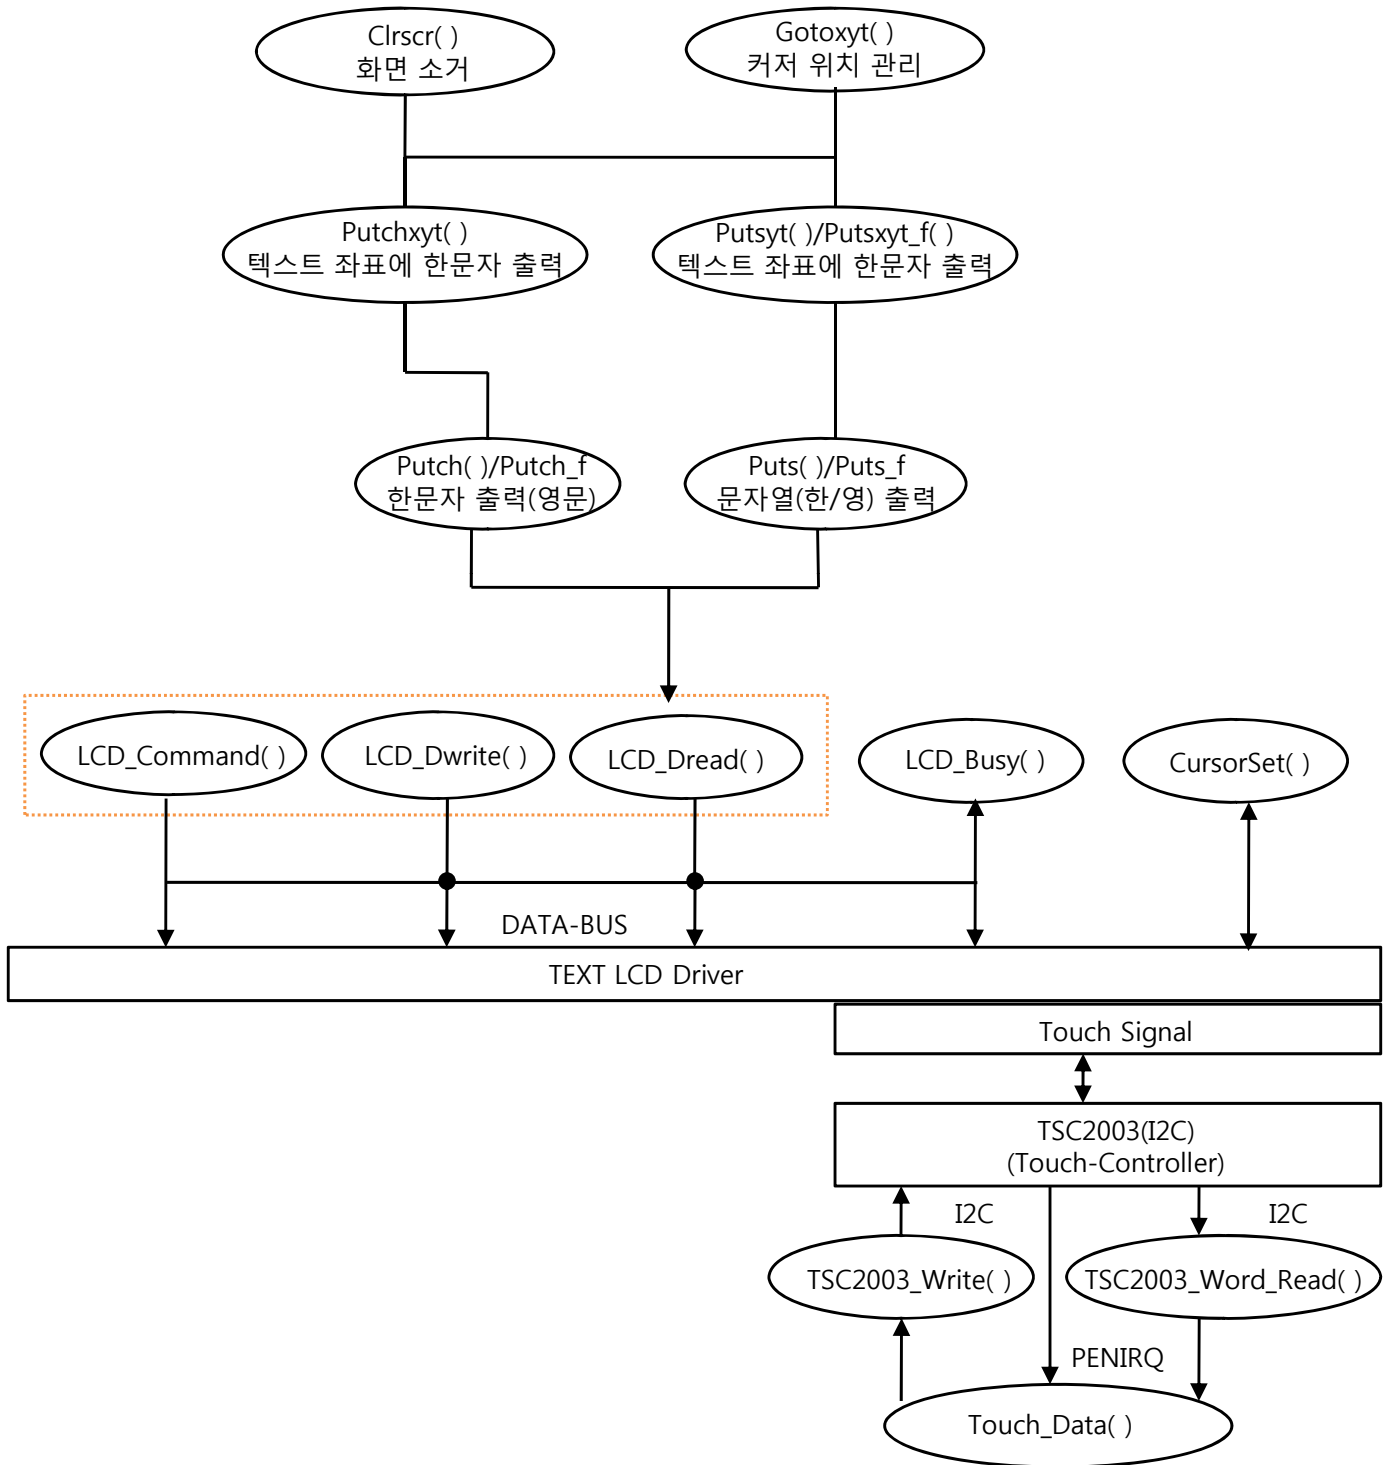 Clrscr( )
화면 소거
Gotoxyt( )
커저 위치 관리
Putchxyt( )
텍스트 좌표에 한문자 출력
Putsyt( )/Putsxyt_f( )
텍스트 좌표에 한문자 출력
Putch( )/Putch_f
한문자 출력(영문)
Puts( )/Puts_f
문자열(한/영) 출력
LCD_Command( )
LCD_Dwrite( )
LCD_Dread( )
LCD_Busy( )
CursorSet( )
DATA-BUS
TEXT LCD Driver
Touch Signal
TSC2003(I2C)
(Touch-Controller)
I2C
I2C
TSC2003_Write( )
TSC2003_Word_Read( )
PENIRQ
Touch_Data( )